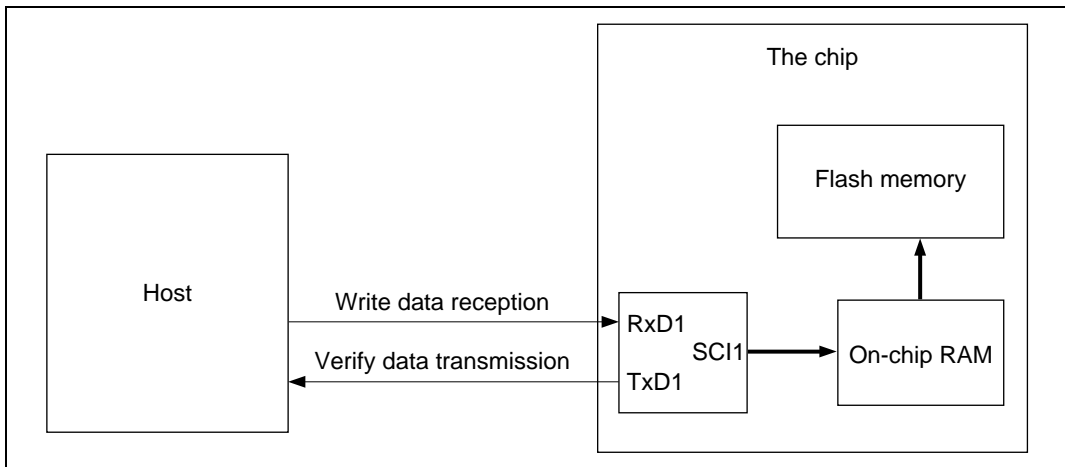 The chip
Flash memory
Host
Write data reception
RxD1
SCI1
On-chip RAM
Verify data transmission
TxD1